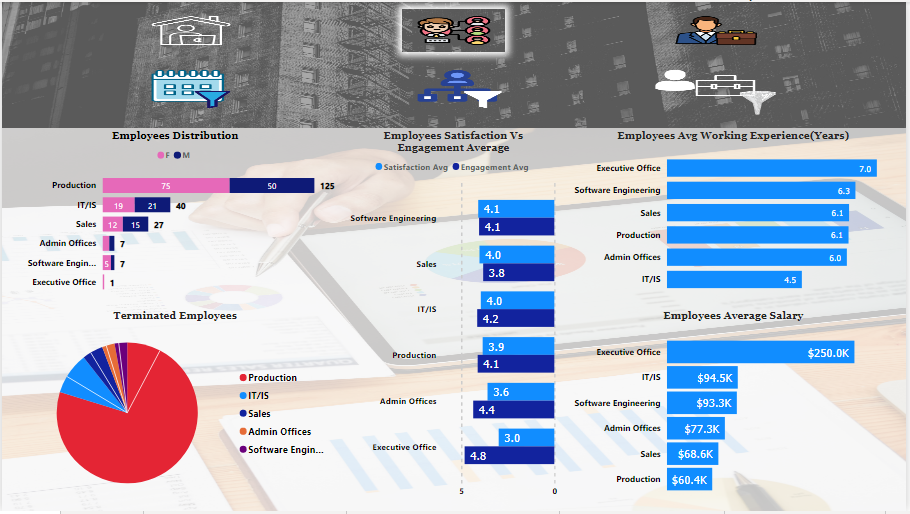 Employees Distribution
F M
Production 75 50 125
IT/IS 19 21 40
Sales 12 15 27
Admin Offices 7
Software Engin... 5 7
Executive Office 1
Terminated Employees
Production
IT/IS
Sales
Admin Offices
Software Engin...
Employees Satisfaction Vs
Engagement Average
Satisfaction Avg Engagement Avg
Software Engineering 4.1
4.1
Sales 4.0
3.8
IT/IS 4.0
4.2
Production 3.9
4.1
Admin Offices 3.6
4.4
Executive Office 3.0
4.8
5 0
Employees Avg Working Experience(Years)
Executive Office 7.0
Software Engineering 6.3
Sales 6.1
Production 6.1
Admin Offices 6.0
IT/IS 4.5
Employees Average Salary
Executive Office $250.0K
IT/IS $94.5K
Software Engineering $93.3K
Admin Offices $77.3K
Sales $68.6K
Production $60.4K